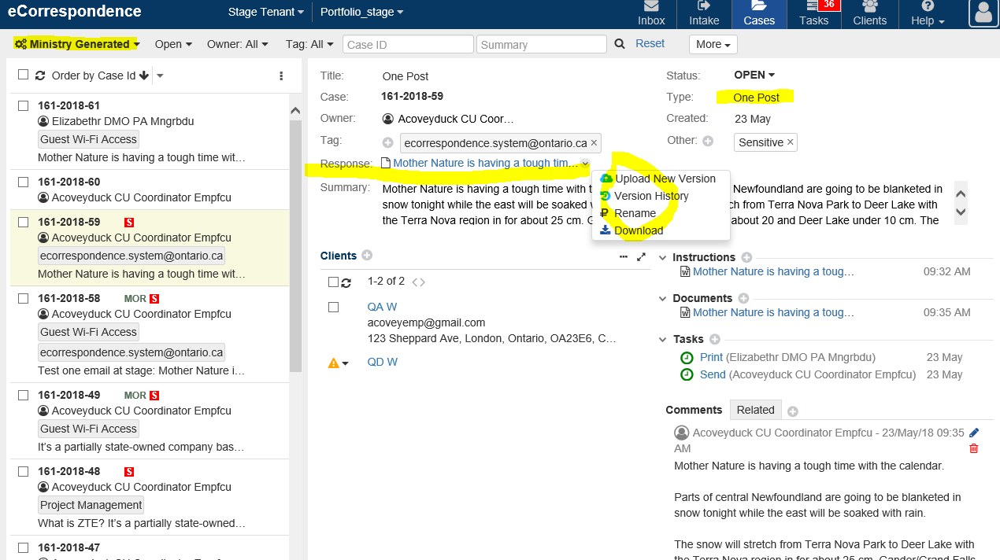 eCorrespondence
Stage Tenant
Portfolio_stage
Inbox
Intake
Cases
36
Tasks
Clients
Help
Ministry Generated
Open
Owner: All
Tag: All
Case ID
Summary
Reset
More
Order by Case Id
161-2018-61
Elizabethr DMO PA Mngrbdu
Guest Wi-Fi Access
Mother Nature is having a tough time wit…
161-2018-60
Acoveyduck CU Coordinator Empfcu
161-2018-59 S
Acoveyduck CU Coordinator Empfcu
ecorrespondence.system@ontario.ca
Mother Nature is having a tough time wit…
161-2018-58 MOR S
Acoveyduck CU Coordinator Empfcu
Guest Wi-Fi Access
ecorrespondence.system@ontario.ca
Test one email at stage: Mother Nature i…
161-2018-49 MOR S
Acoveyduck CU Coordinator Empfcu
Guest Wi-Fi Access
It's a partially state-owned company bas…
161-2018-48 S
Acoveyduck CU Coordinator Empfcu
Project Management
What is ZTE? It's a partially state-owned…
161-2018-47
Title: One Post
Case: 161-2018-59
Owner: Acoveyduck CU Coor…
Tag: ecorrespondence.system@ontario.ca ×
Response: Mother Nature is having a tough tim…
Status: OPEN
Type: One Post
Created: 23 May
Other: Sensitive ×
Upload New Version
Version History
Rename
Download
Summary: Mother Nature is having a tough time with t Newfoundland are going to be blanketed in
snow tonight while the east will be soaked stretch from Terra Nova Park to Deer Lake with
the Terra Nova region in for about 25 cm. about 20 and Deer Lake under 10 cm. The
Clients
1-2 of 2 < >
QA W
acoveyemp@gmail.com
123 Sheppard Ave, London, Ontario, OA23E6, C…
QD W
Instructions
Mother Nature is having a toug… 09:32 AM
Documents
Mother Nature is having a toug… 09:35 AM
Tasks
Print (Elizabethr DMO PA Mngrbdu) 23 May
Send (Acoveyduck CU Coordinator Empfcu) 23 May
Comments Related
Acoveyduck CU Coordinator Empfcu - 23/May/18 09:35
AM
Mother Nature is having a tough time with the calendar.
Parts of central Newfoundland are going to be blanketed in
snow tonight while the east will be soaked with rain.
The snow will stretch from Terra Nova Park to Deer Lake with
the Terra Nova region in for about 25 cm. Gander/Grand Falls